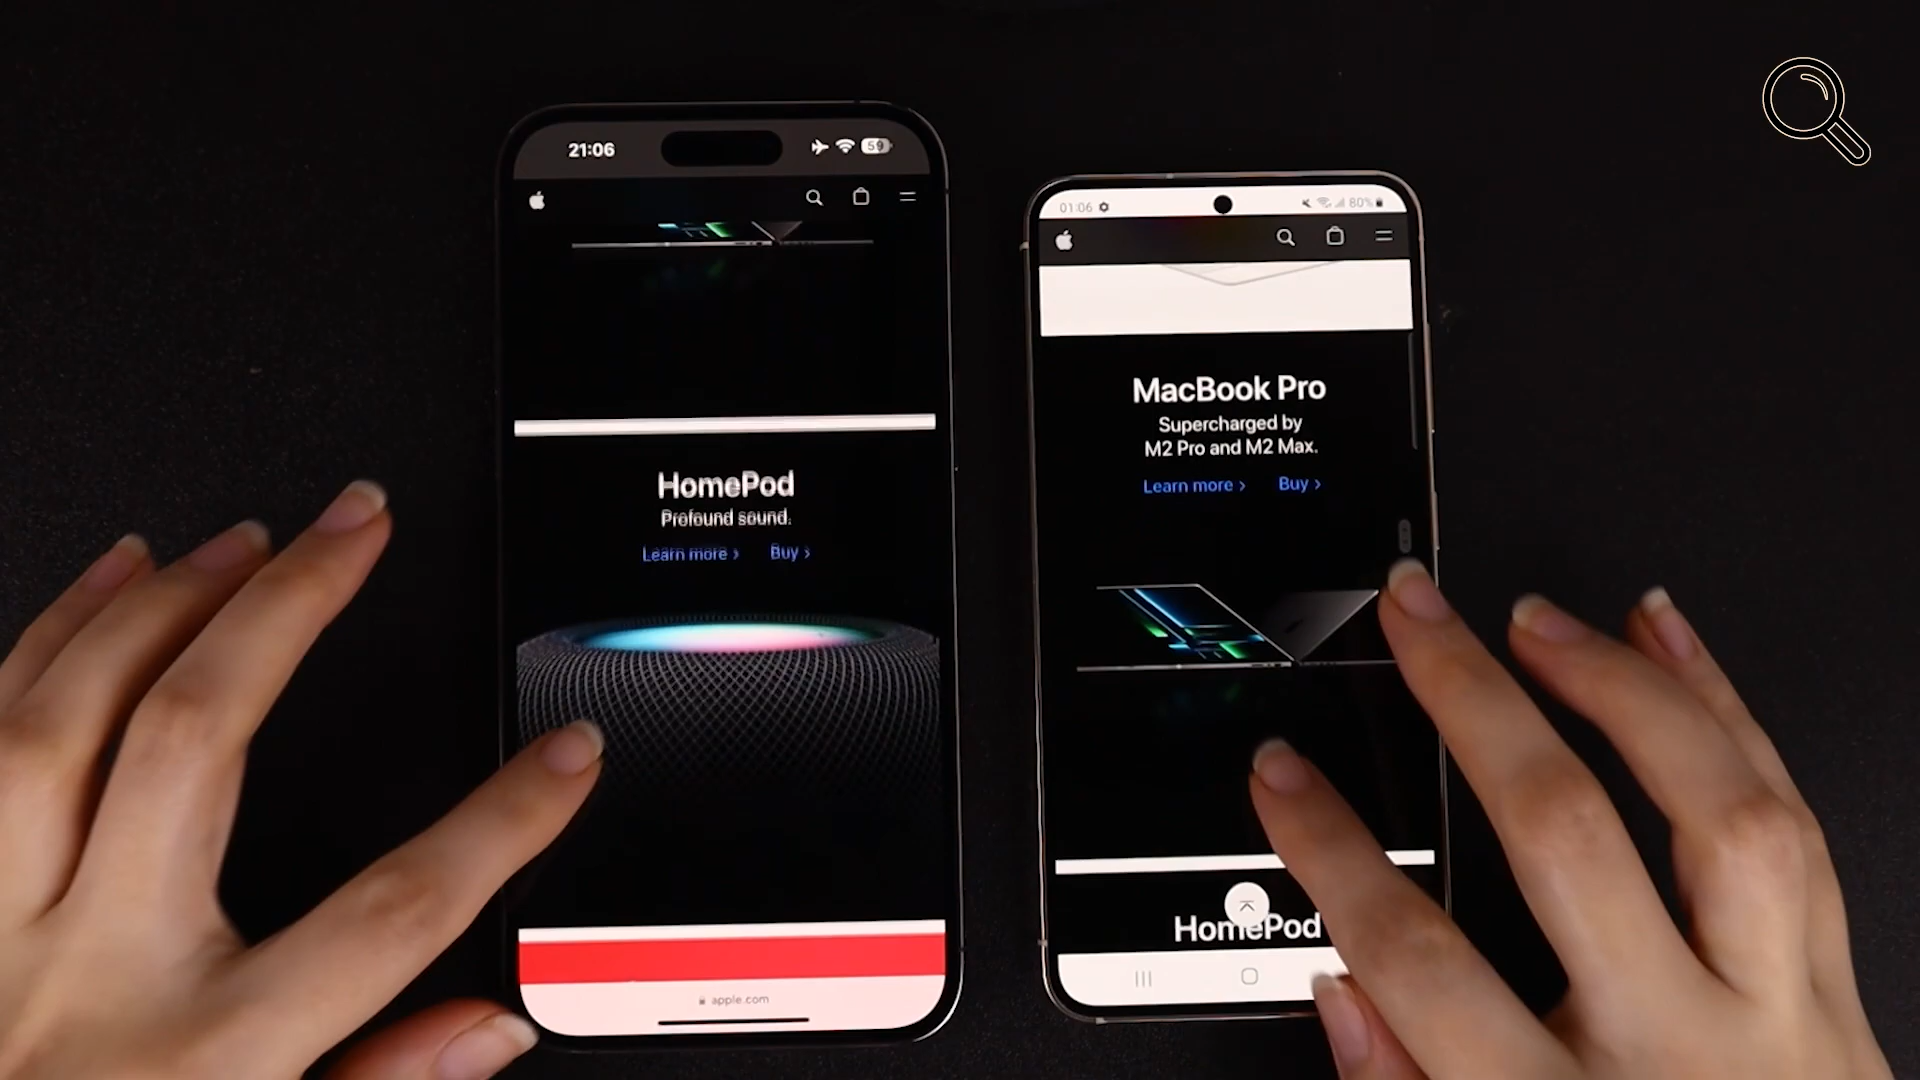 21:06
59
HomePod
Profound sound.
Learn more ›
Buy ›
apple.com
01:06
80%
MacBook Pro
Supercharged by
M2 Pro and M2 Max.
Learn more ›
Buy ›
HomePod